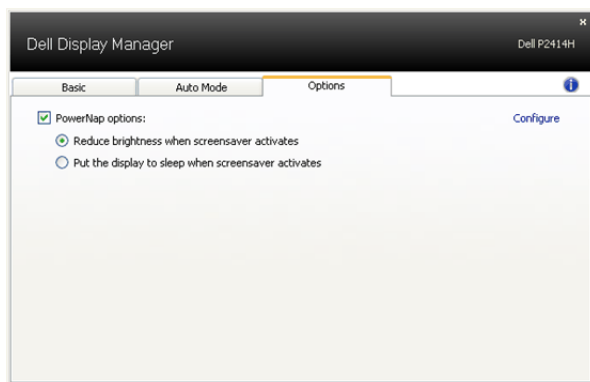 Dell Display Manager
Dell P2414H
Basic Auto Mode Options
PowerNap options: Configure
Reduce brightness when screensaver activates
Put the display to sleep when screensaver activates